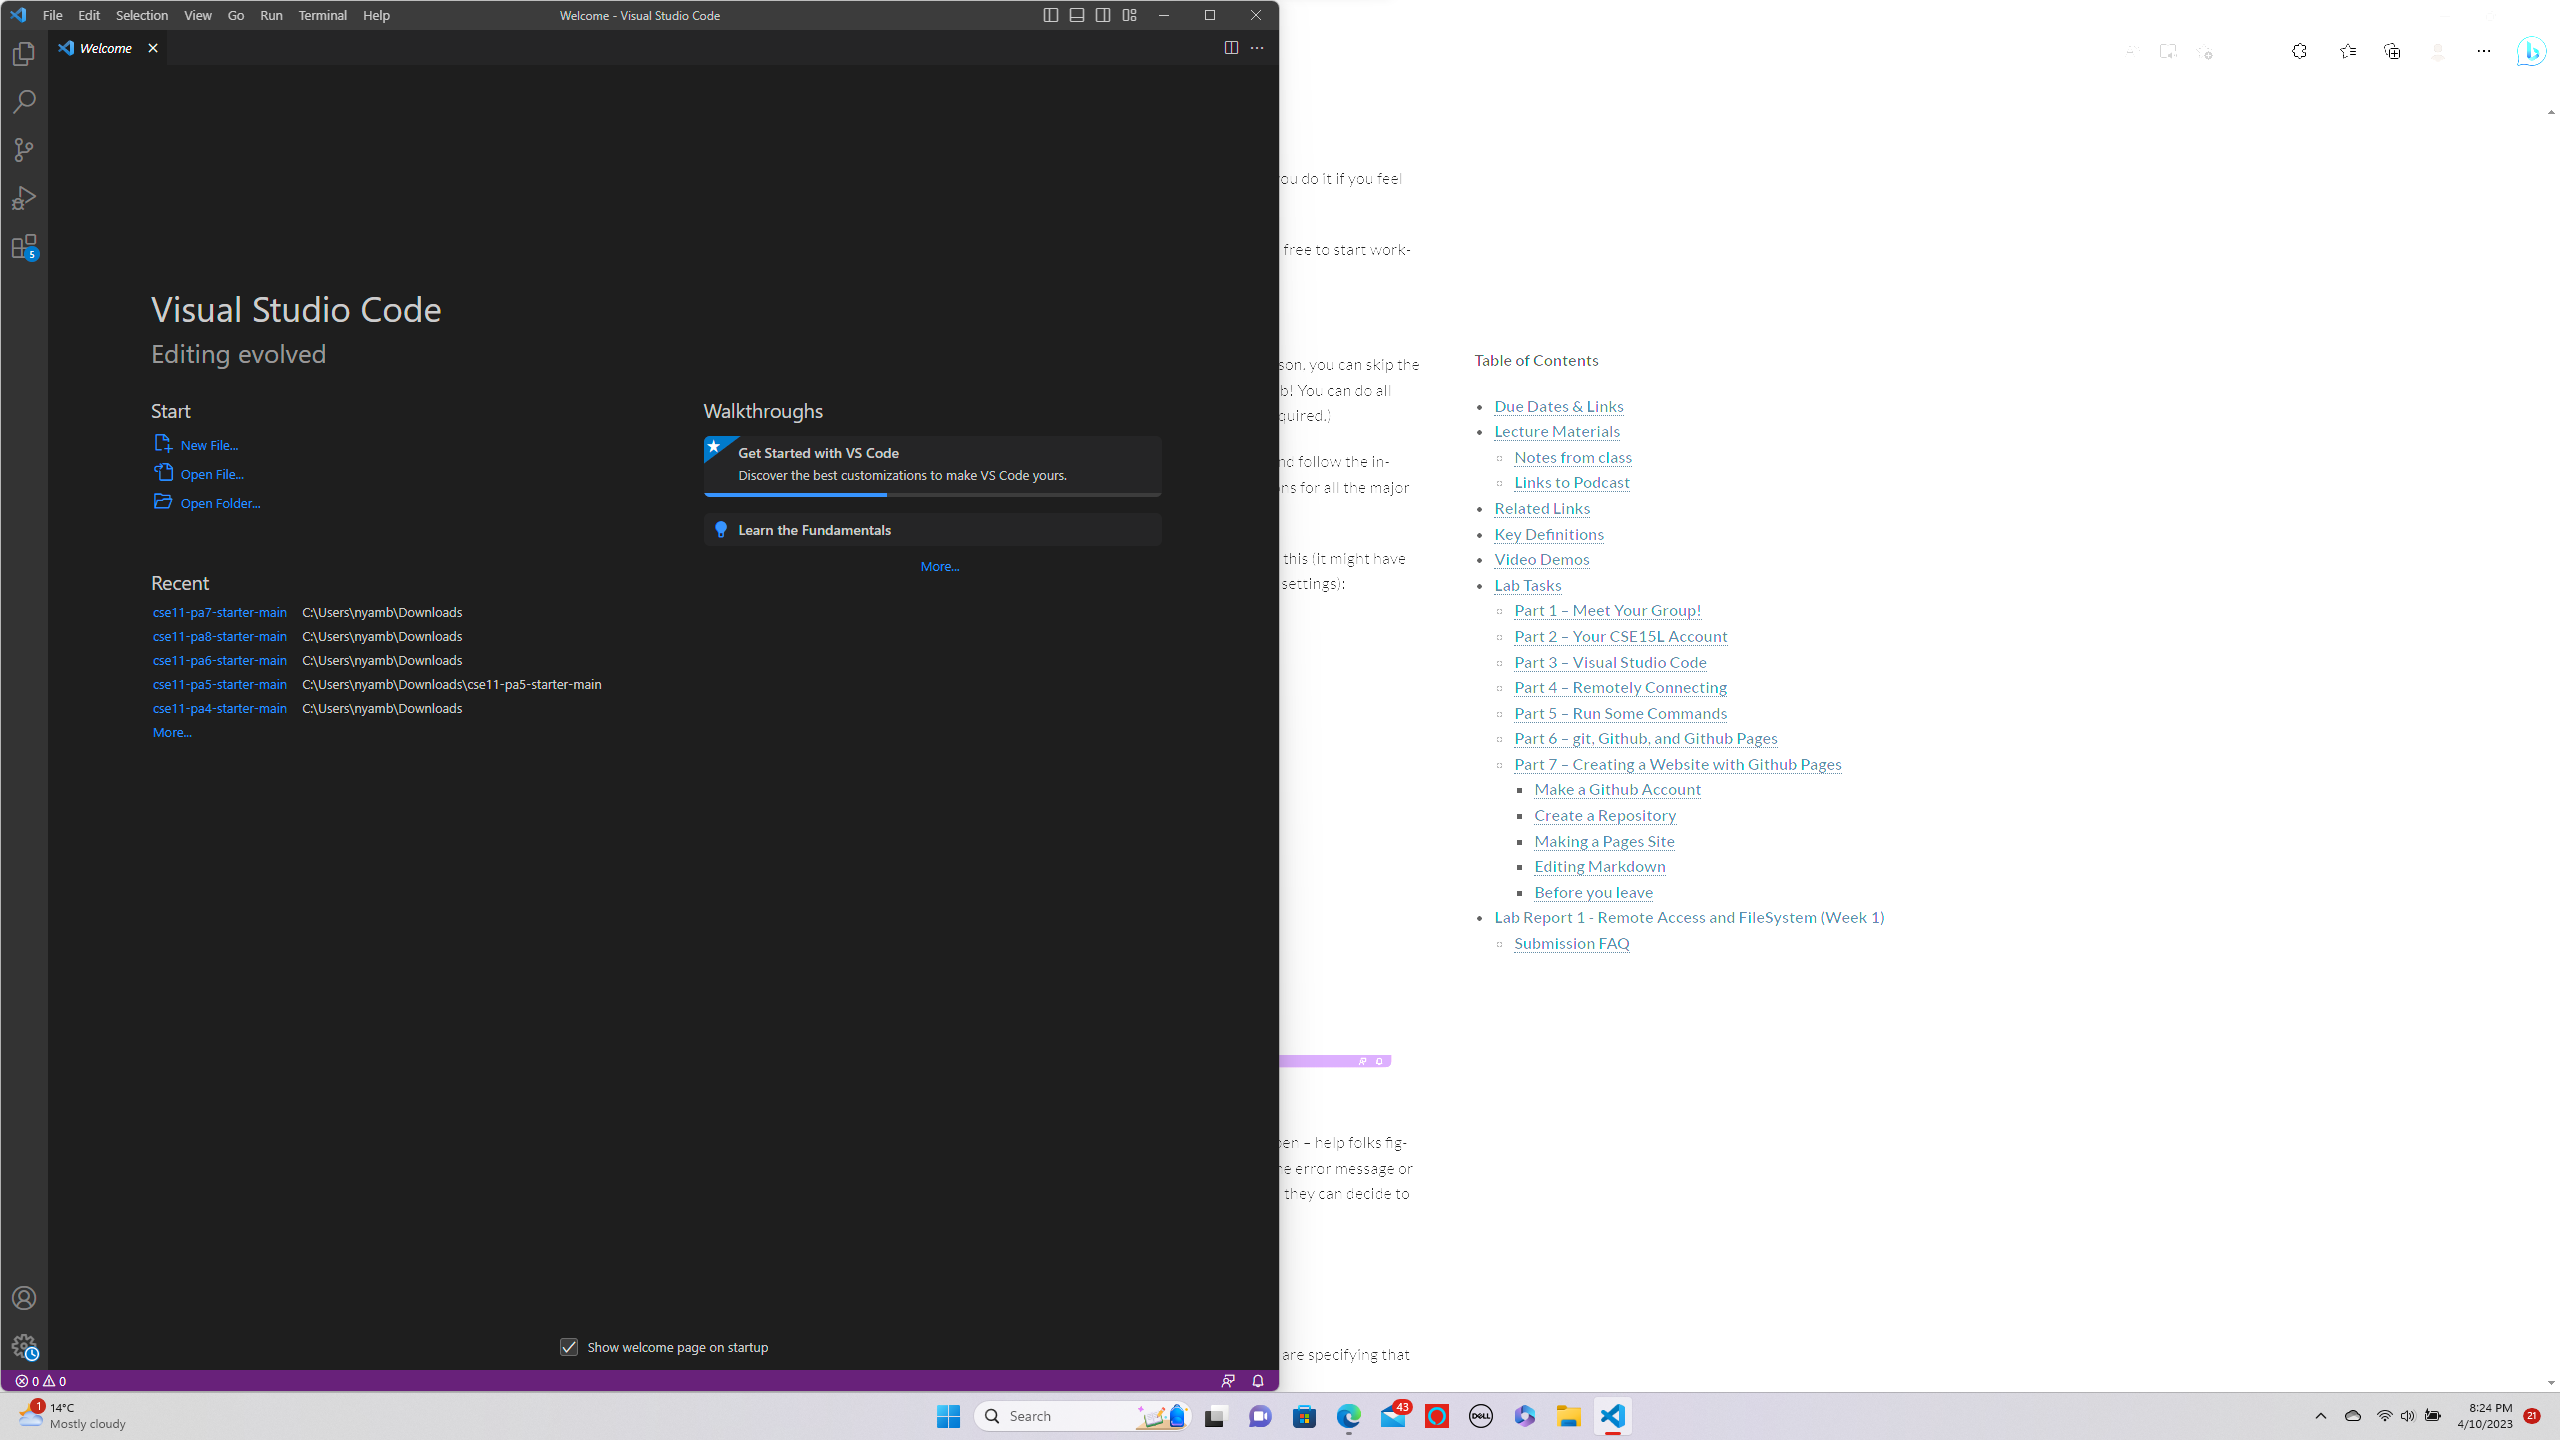 File Edit Selection View Go Run Terminal Help
Welcome - Visual Studio Code
Welcome
5
Visual Studio Code
Editing evolved
Start
New File...
Open File...
Open Folder...
Recent
cse11-pa7-starter-main C:\Users\nyamb\Downloads
cse11-pa8-starter-main C:\Users\nyamb\Downloads
cse11-pa6-starter-main C:\Users\nyamb\Downloads
cse11-pa5-starter-main C:\Users\nyamb\Downloads\cse11-pa5-starter-main
cse11-pa4-starter-main C:\Users\nyamb\Downloads
More...
Walkthroughs
Get Started with VS Code
Discover the best customizations to make VS Code yours.
Learn the Fundamentals
More...
Show welcome page on startup
0 0
you do it if you feel
free to start work-
son, you can skip the
b! You can do all
quired.)
nd follow the in-
ons for all the major
this (it might have
settings):
pen – help folks fig-
he error message or
they can decide to
are specifying that
Table of Contents
Due Dates & Links
Lecture Materials
Notes from class
Links to Podcast
Related Links
Key Definitions
Video Demos
Lab Tasks
Part 1 – Meet Your Group!
Part 2 – Your CSE15L Account
Part 3 – Visual Studio Code
Part 4 – Remotely Connecting
Part 5 – Run Some Commands
Part 6 – git, Github, and Github Pages
Part 7 – Creating a Website with Github Pages
Make a Github Account
Create a Repository
Making a Pages Site
Editing Markdown
Before you leave
Lab Report 1 - Remote Access and FileSystem (Week 1)
Submission FAQ
1
14°C
Mostly cloudy
Search
43
DELL
8:24 PM
4/10/2023
21